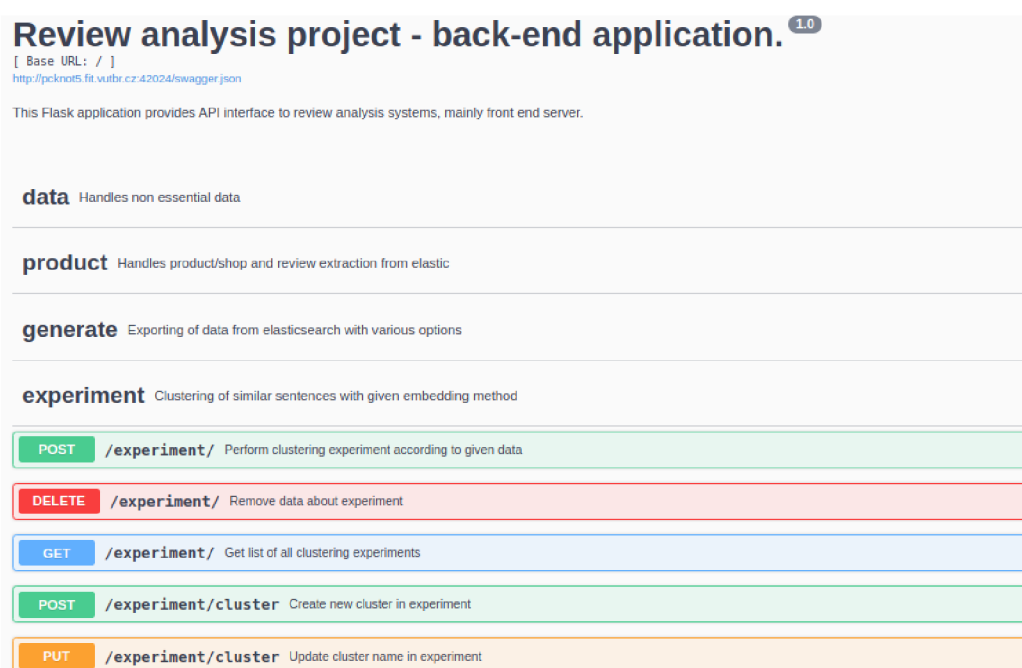 Review analysis project - back-end application. 1.0
[ Base URL: / ]
http://pcknot5.fit.vutbr.cz:42024/swagger.json
This Flask application provides API interface to review analysis systems, mainly front end server.
data Handles non essential data
product Handles product/shop and review extraction from elastic
generate Exporting of data from elasticsearch with various options
experiment Clustering of similar sentences with given embedding method
POST /experiment/ Perform clustering experiment according to given data
DELETE /experiment/ Remove data about experiment
GET /experiment/ Get list of all clustering experiments
POST /experiment/cluster Create new cluster in experiment
PUT /experiment/cluster Update cluster name in experiment